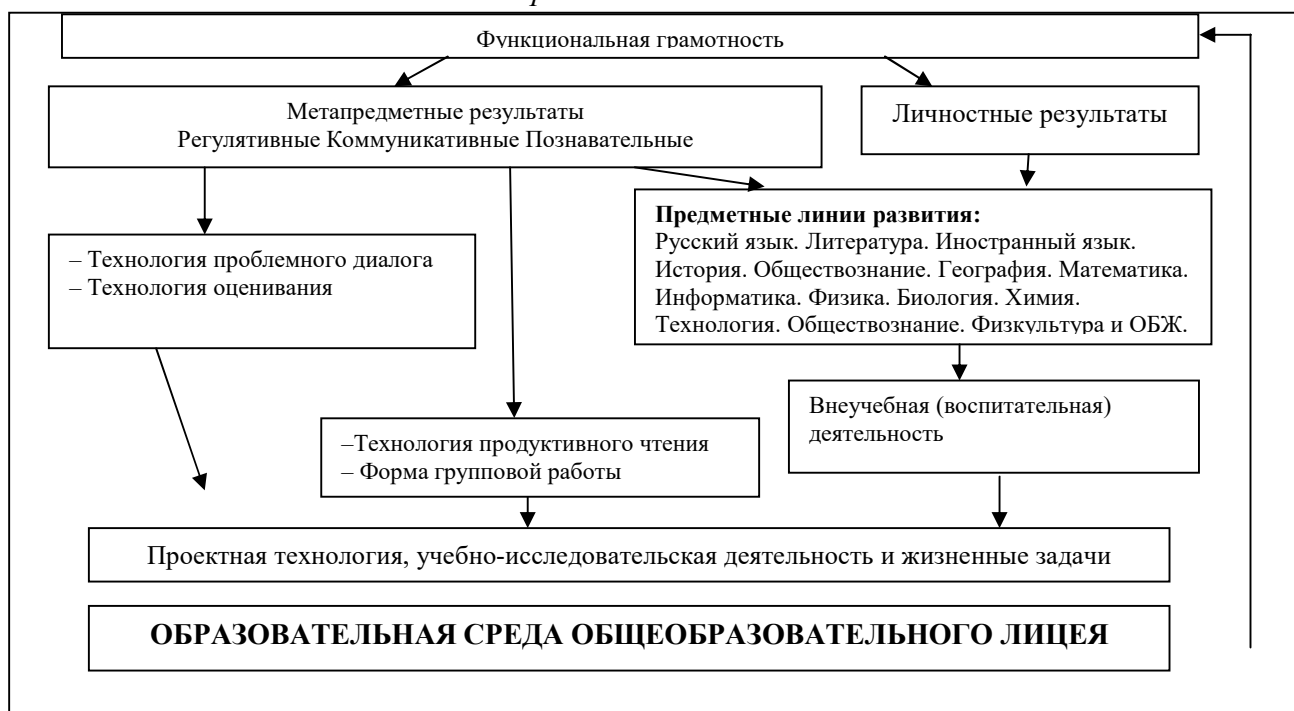 Функциональная грамотность
Метапредметные результаты
Регулятивные Коммуникативные Познавательные
Личностные результаты
Предметные линии развития:
Русский язык. Литература. Иностранный язык.
История. Обществознание. География. Математика.
Информатика. Физика. Биология. Химия.
Технология. Обществознание. Физкультура и ОБЖ.
– Технология проблемного диалога
– Технология оценивания
Внеучебная (воспитательная)
деятельность
–Технология продуктивного чтения
– Форма групповой работы
Проектная технология, учебно-исследовательская деятельность и жизненные задачи
ОБРАЗОВАТЕЛЬНАЯ СРЕДА ОБЩЕОБРАЗОВАТЕЛЬНОГО ЛИЦЕЯ